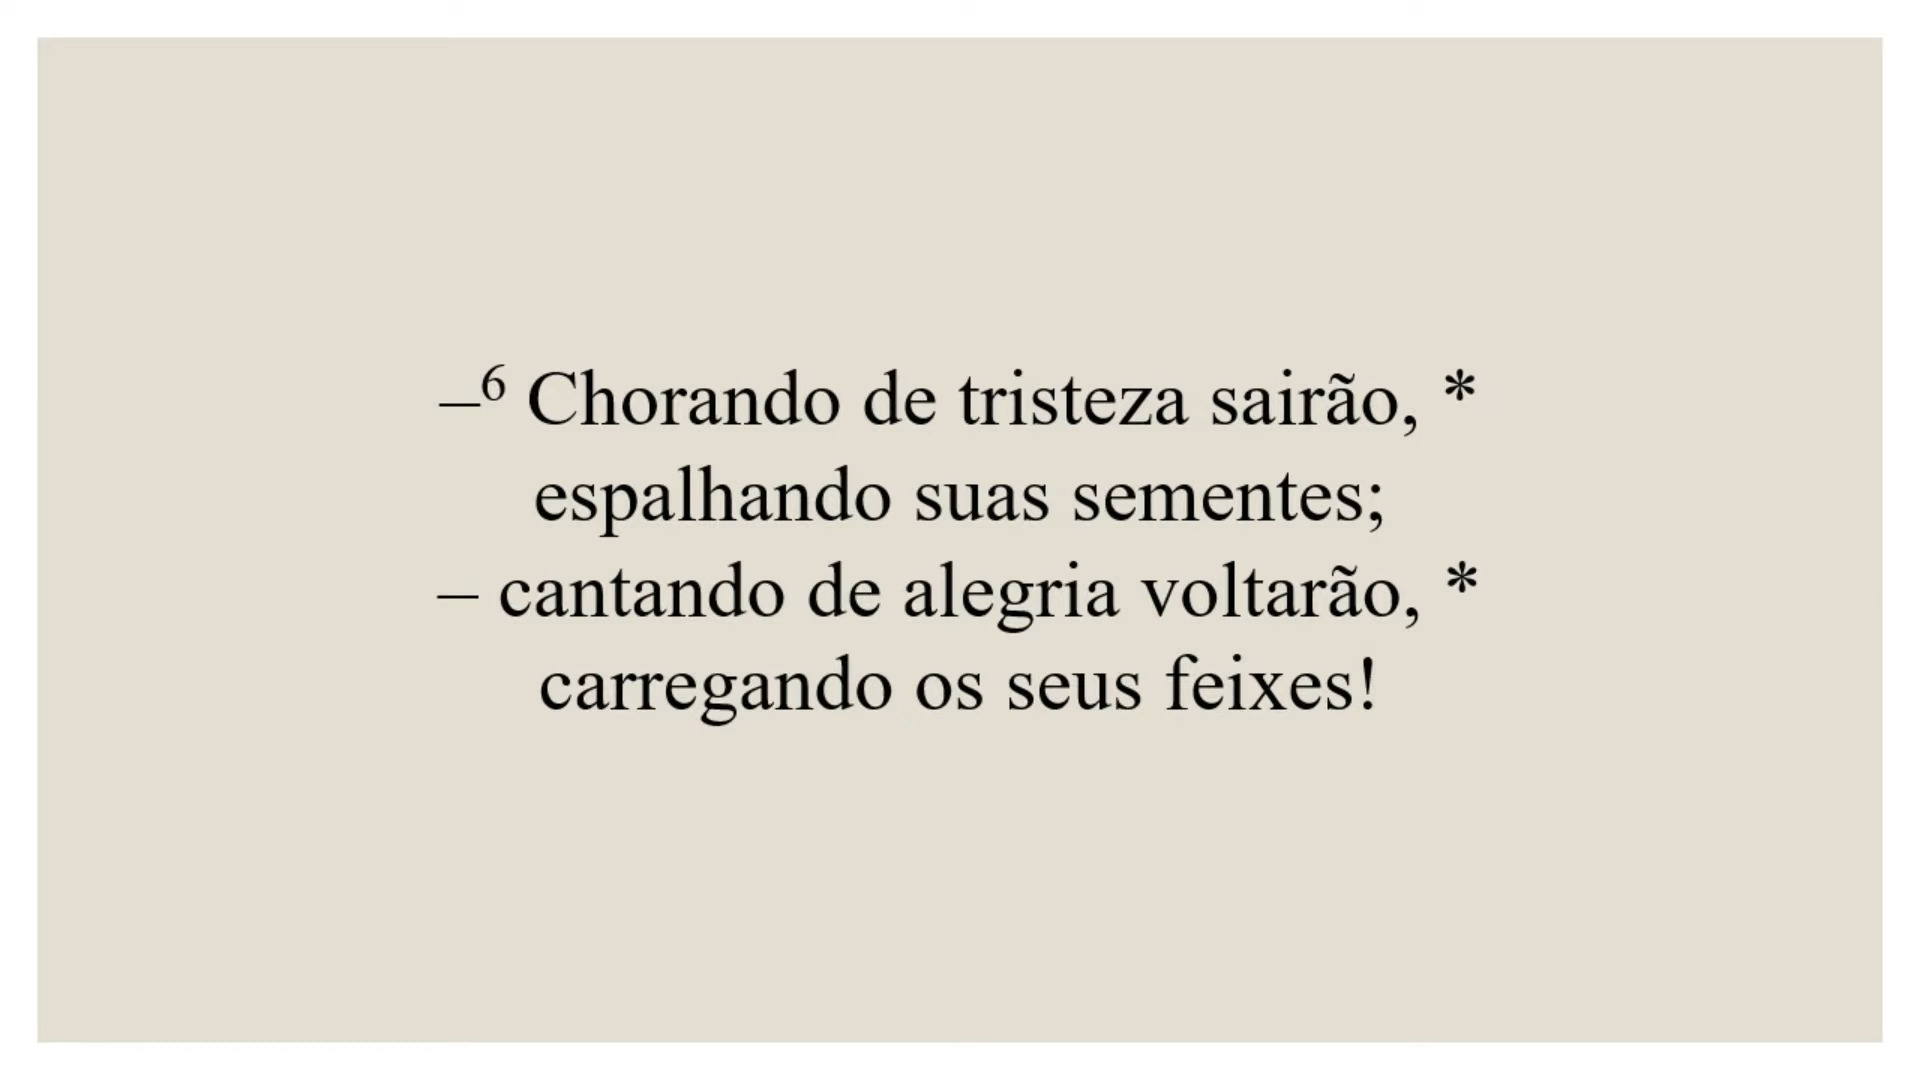 –⁶ Chorando de tristeza sairão, *
espalhando suas sementes;
– cantando de alegria voltarão, *
carregando os seus feixes!